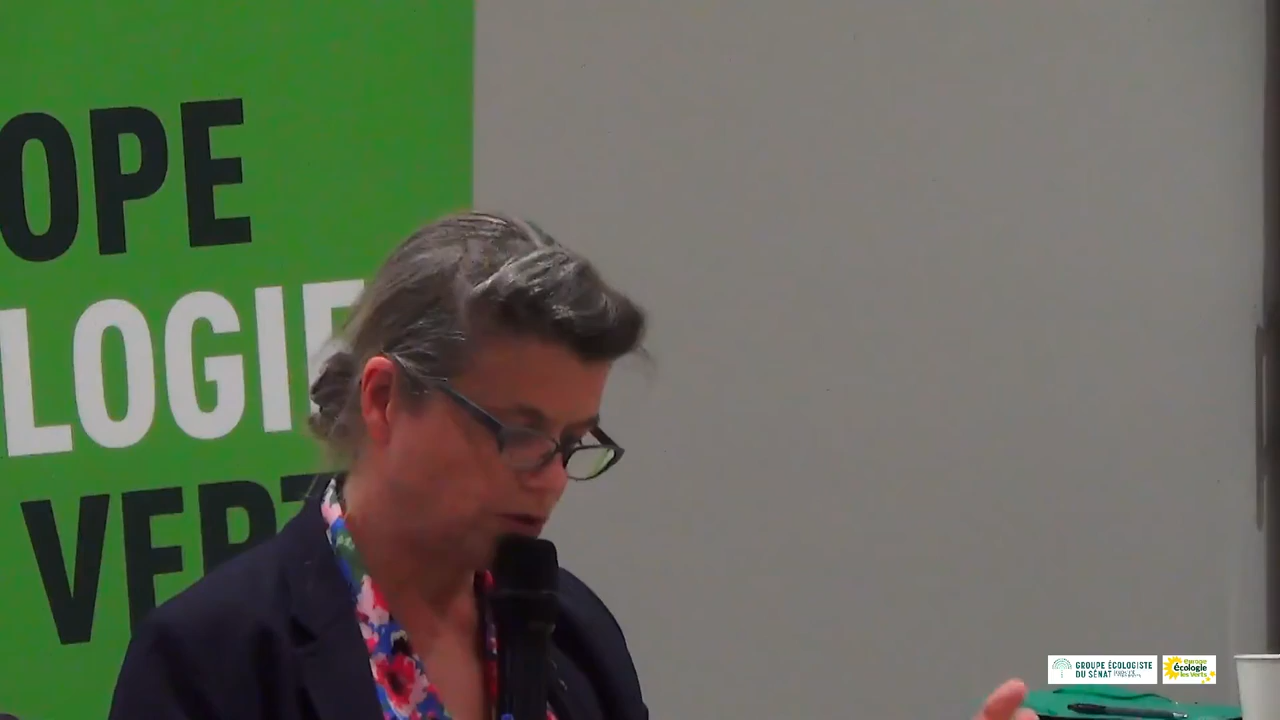 OPE
LOGIE
VERT
GROUPE ÉCOLOGISTE
DU SÉNAT
europe
écologie
les Verts